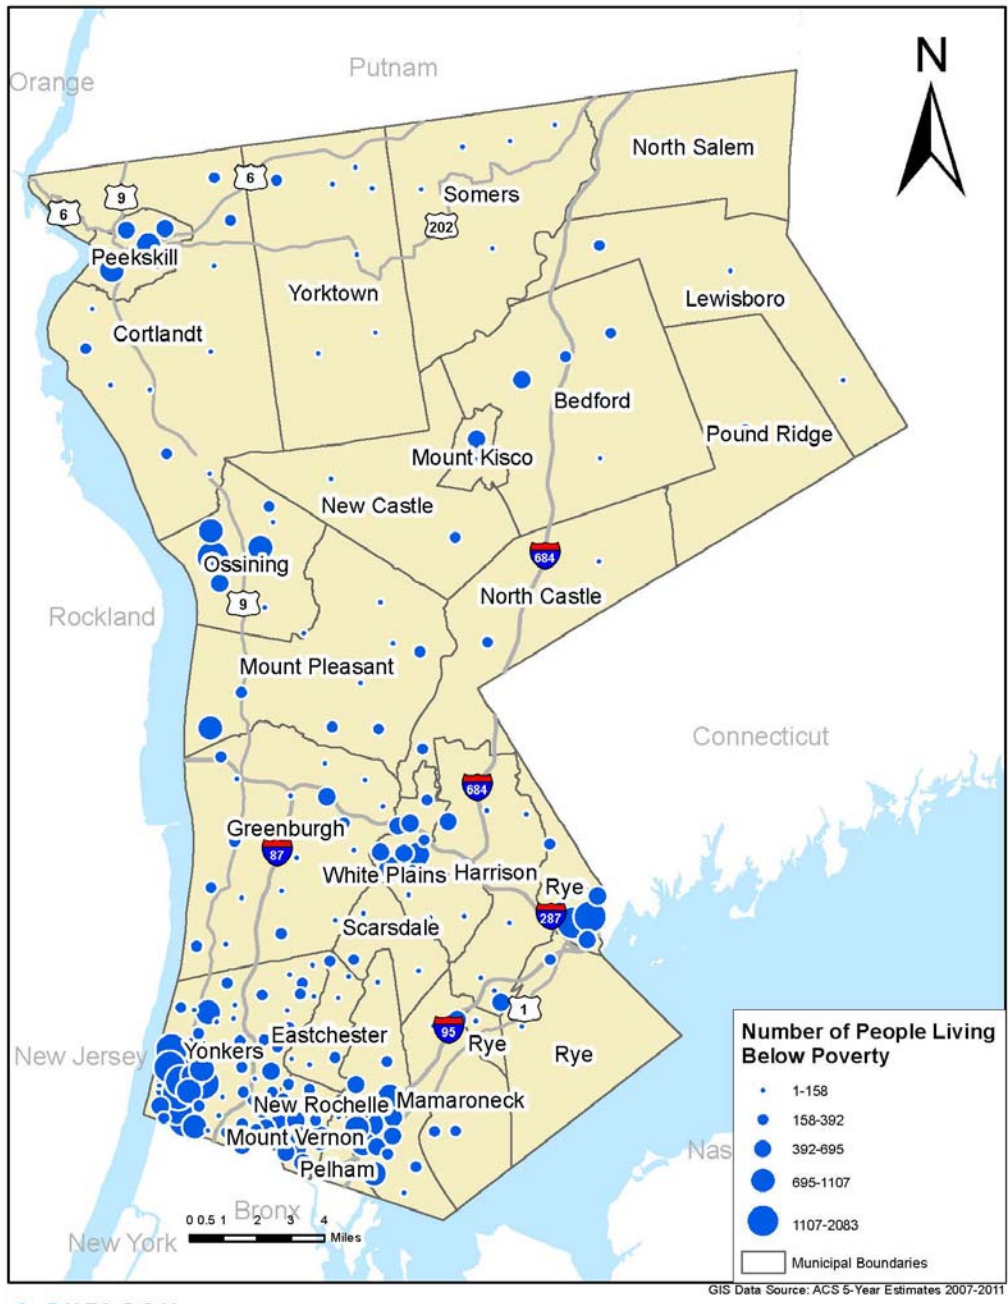 N
Orange
Putnam
North Salem
6
9
6
Somers
202
Peekskill
Yorktown
Lewisboro
Cortlandt
Bedford
Pound Ridge
Mount Kisco
New Castle
684
Ossining
North Castle
9
Rockland
Mount Pleasant
Connecticut
684
Greenburgh
87
White Plains
Harrison
Rye
287
Scarsdale
1
95
Eastchester
Rye
Rye
New Jersey
Yonkers
New Rochelle
Mamaroneck
Mount Vernon
Pelham
Nas
Bronx
New York
0 0.5 1 2 3 4
Miles
Number of People Living
Below Poverty
1-158
158-392
392-695
695-1107
1107-2083
Municipal Boundaries
GIS Data Source: ACS 5-Year Estimates 2007-2011